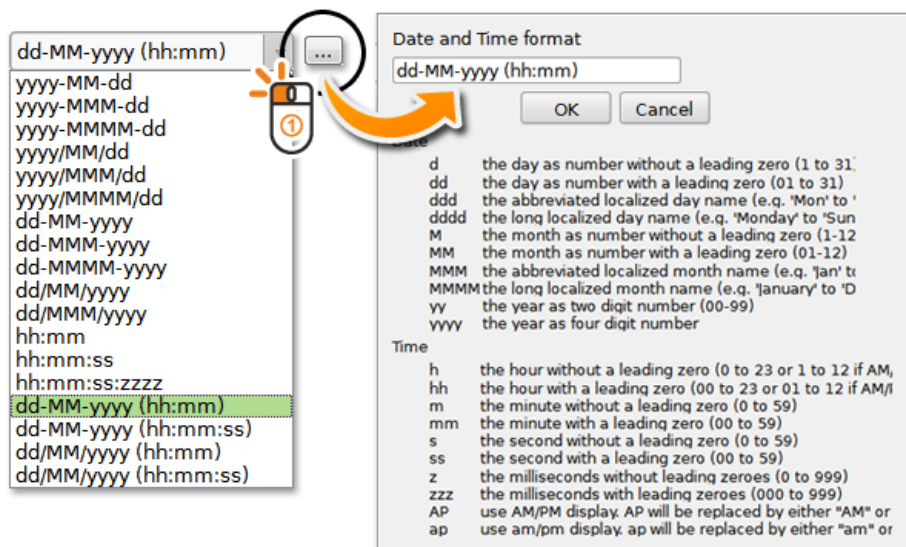 dd-MM-yyyy (hh:mm)
...
yyyy-MM-dd
yyyy-MMM-dd
yyyy-MMMM-dd
yyyy/MM/dd
yyyy/MMM/dd
yyyy/MMMM/dd
dd-MM-yyyy
dd-MMM-yyyy
dd-MMMM-yyyy
dd/MM/yyyy
dd/MMM/yyyy
hh:mm
hh:mm:ss
hh:mm:ss:zzzz
dd-MM-yyyy (hh:mm)
dd-MM-yyyy (hh:mm:ss)
dd/MM/yyyy (hh:mm)
dd/MM/yyyy (hh:mm:ss)
1
Date and Time format
dd-MM-yyyy (hh:mm)
OK Cancel
Date
d the day as number without a leading zero (1 to 31)
dd the day as number with a leading zero (01 to 31)
ddd the abbreviated localized day name (e.g. 'Mon' to '
dddd the long localized day name (e.g. 'Monday' to 'Sun
M the month as number without a leading zero (1-12
MM the month as number with a leading zero (01-12)
MMM the abbreviated localized month name (e.g. 'Jan' to
MMMM the long localized month name (e.g. 'January' to 'D
yy the year as two digit number (00-99)
yyyy the year as four digit number
Time
h the hour without a leading zero (0 to 23 or 1 to 12 if AM/
hh the hour with a leading zero (00 to 23 or 01 to 12 if AM/
m the minute without a leading zero (0 to 59)
mm the minute with a leading zero (00 to 59)
s the second without a leading zero (0 to 59)
ss the second with a leading zero (00 to 59)
z the milliseconds without leading zeroes (0 to 999)
zzz the milliseconds with leading zeroes (000 to 999)
AP use AM/PM display. AP will be replaced by either "AM" or
ap use am/pm display. ap will be replaced by either "am" or